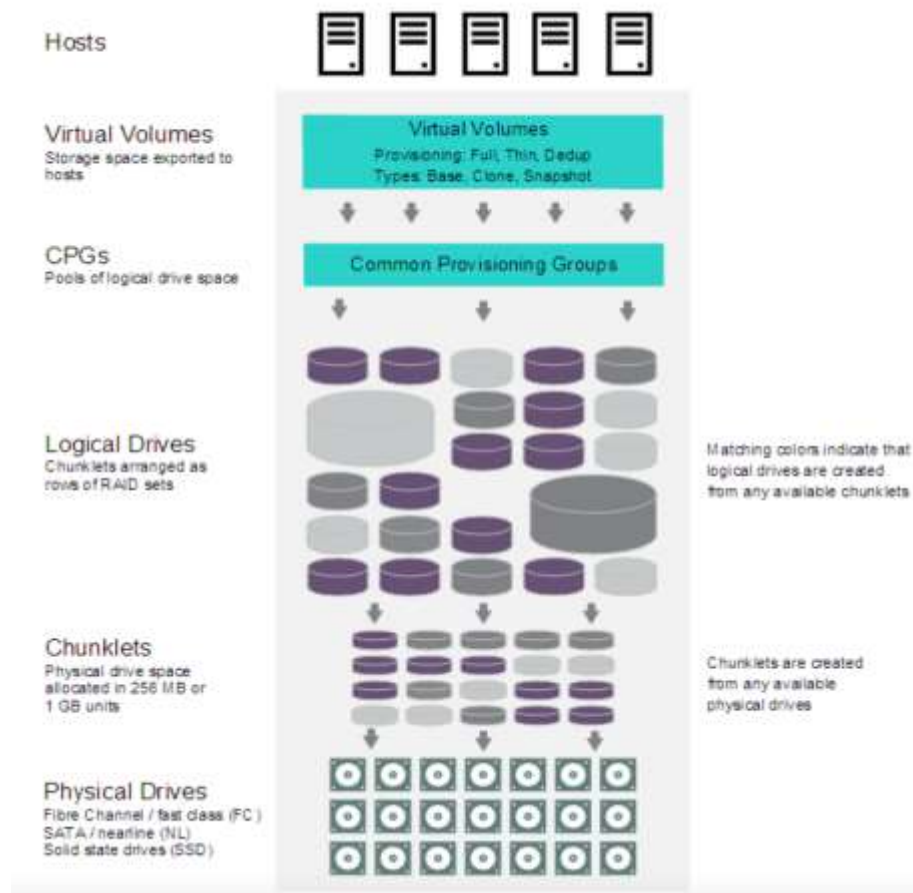 Hosts
Virtual Volumes
Storage space exported to
hosts
Virtual Volumes
Provisioning: Full, Thin, Dedup
Types: Base, Clone, Snapshot
CPGs
Pools of logical drive space
Common Provisioning Groups
Logical Drives
Chunklets arranged as
rows of RAID sets
Matching colors indicate that
logical drives are created
from any available chunklets
Chunklets
Physical drive space
allocated in 256 MB or
1 GB units
Chunklets are created
from any available
physical drives
Physical Drives
Fibre Channel / fast class (FC)
SATA / nearline (NL)
Solid state drives (SSD)